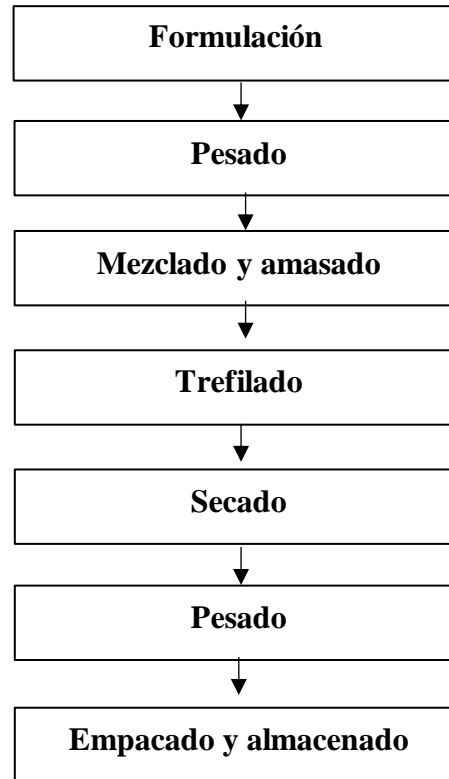 Formulación
Pesado
Mezclado y amasado
Trefilado
Secado
Pesado
Empacado y almacenado